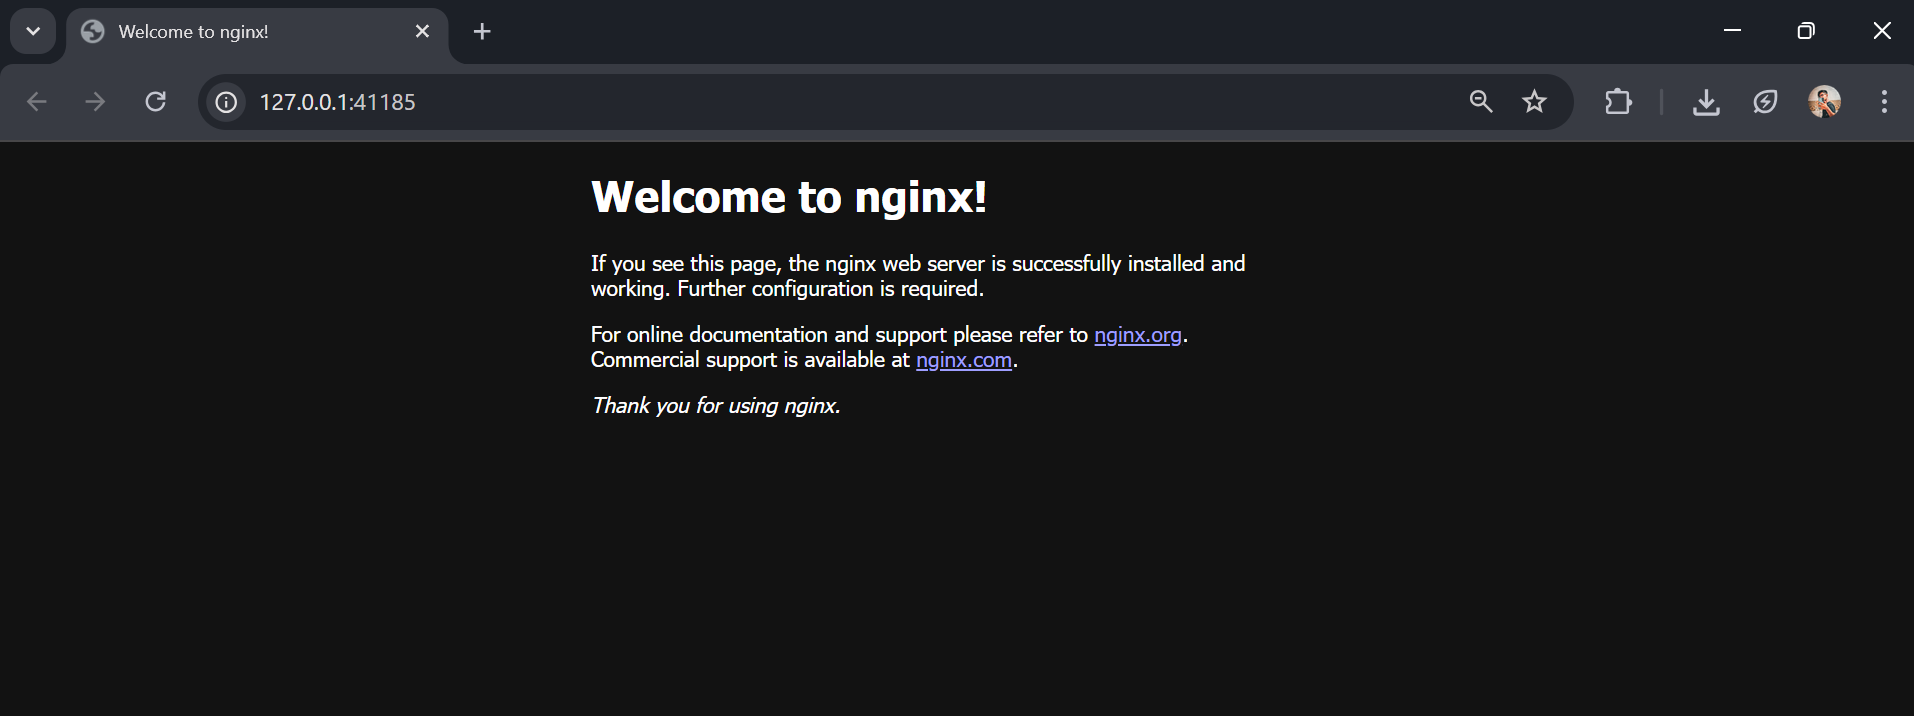 Welcome to nginx!
127.0.0.1:41185
Welcome to nginx!
If you see this page, the nginx web server is successfully installed and
working. Further configuration is required.
For online documentation and support please refer to nginx.org.
Commercial support is available at nginx.com.
Thank you for using nginx.